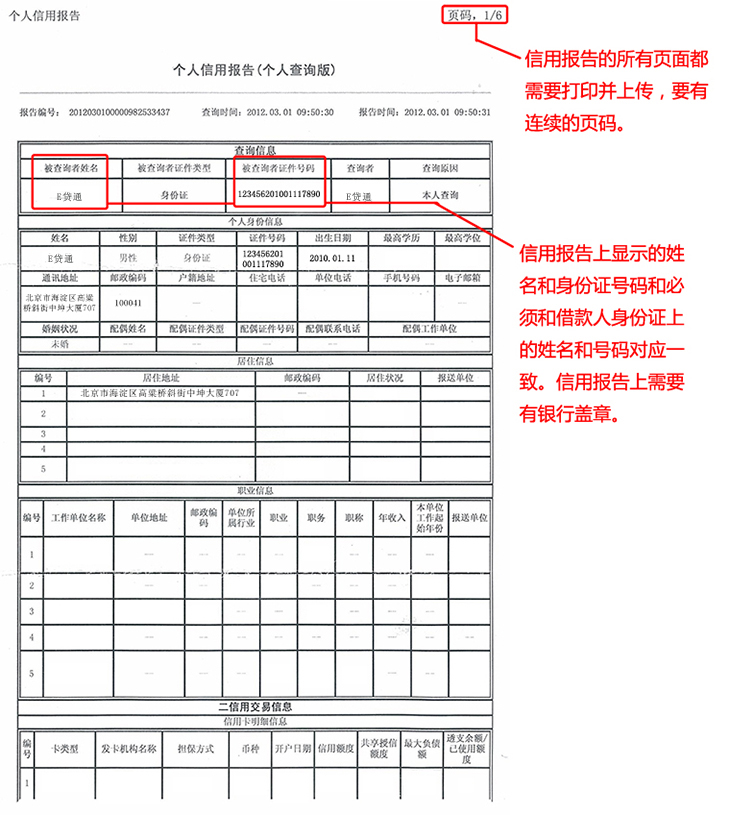 个人信用报告
页码，1/6
信用报告的所有页面都
需要打印并上传，要有
连续的页码。
个人信用报告(个人查询版)
报告编号： 2012030100000982533437 查询时间：2012.03.01 09:50:30 报告时间：2012.03.01 09:50:31
查询信息
被查询者姓名 被查询者证件类型 被查询者证件号码 查询者 查询原因
E贷通 身份证 123456201001117890 E贷通 本人查询
个人身份信息
姓名 性别 证件类型 证件号码 出生日期 最高学历 最高学位
E贷通 男性 身份证 123456201 2010.01.11
001117890
通讯地址 邮政编码 户籍地址 住宅电话 单位电话 手机号码 电子邮箱
北京市海淀区高梁 100041 —— ——
桥斜街中坤大厦707
婚姻状况 配偶姓名 配偶证件类型 配偶证件号码 配偶联系电话 配偶工作单位
未婚 —— —— —— —— ——
信用报告上显示的姓
名和身份证号码和必
须和借款人身份证上
的姓名和号码对应一
致。信用报告上需要
有银行盖章。
居住信息
编号 居住地址 邮政编码 居住状况 报送单位
1 北京市海淀区高梁桥斜街中坤大厦707 ——
2
3
4
5
职业信息
编号 工作单位名称 单位地址 邮政编码 单位所属行业 职业 职务 职称 年收入 本单位工作起始年份 报送单位
1 —— —— —— —— —— ——
2 —— ——
3 —— —— —— —— —— ——
4 —— —— —— —— —— —— —— ——
5 —— —— —— ——
二信用交易信息
信用卡明细信息
编号 卡类型 发卡机构名称 担保方式 币种 开户日期 信用额度 共享授信额度 最大负债额 透支余额/已使用额度
1